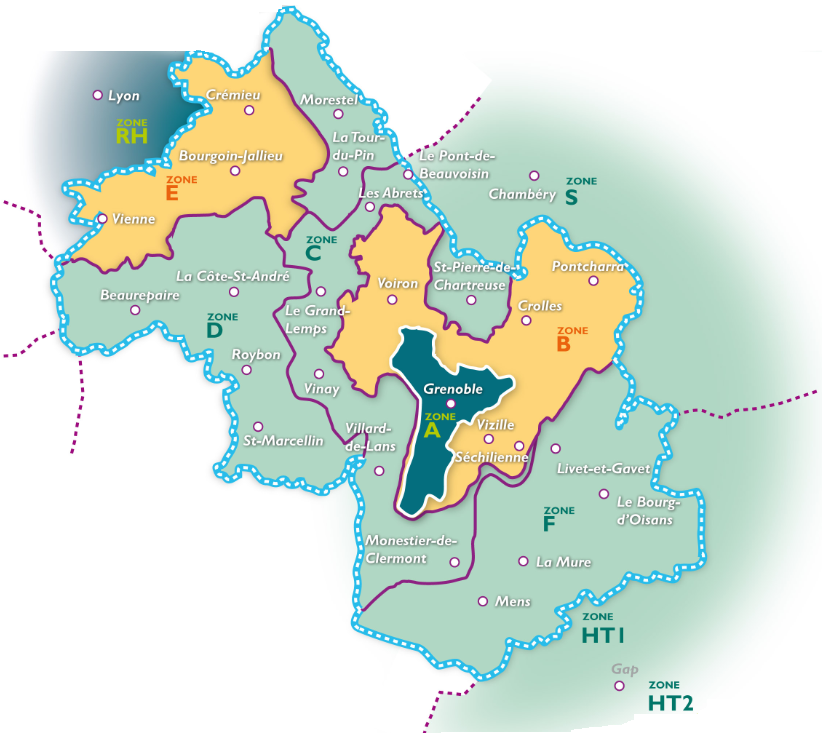 Lyon
ZONE
RH
Crémieu
Morestel
La Tour-
du-Pin
Bourgoin-Jallieu
ZONE
E
Le Pont-de-
Beauvoisin
Chambéry
ZONE
S
Les Abrets
Vienne
ZONE
C
La Côte-St-André
Beaurepaire
ZONE
D
Le Grand-
Lemps
Voiron
St-Pierre-de-
Chartreuse
Pontcharra
Crolles
ZONE
B
Roybon
Vinay
Grenoble
ZONE
A
St-Marcellin
Villard-
de-Lans
Vizille
Séchilienne
Livet-et-Gavet
Le Bourg-
d'Oisans
ZONE
F
Monestier-de-
Clermont
La Mure
Mens
ZONE
HT1
Gap
ZONE
HT2